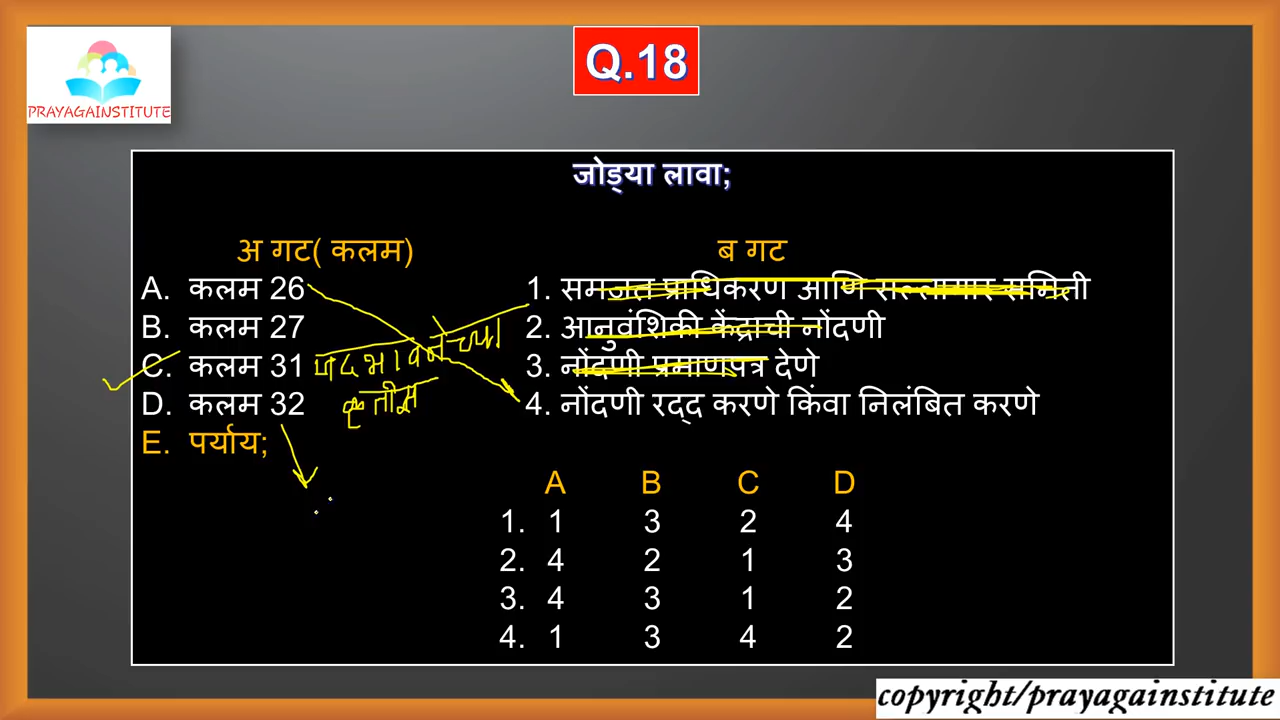 PRAYAGAINSTITUTE
Q.18
जोड्या लावा;
अ गट( कलम)
ब गट
A. कलम 26
1. समजत प्राधिकरण आणि सल्लागार समिती
B. कलम 27
2. आनुवंशिकी केंद्राची नोंदणी
C. कलम 31
3. नोंदणी प्रमाणपत्र देणे
D. कलम 32
4. नोंदणी रद्द करणे किंवा निलंबित करणे
E. पर्याय;
A B C D
1. 1 3 2 4
2. 4 2 1 3
3. 4 3 1 2
4. 1 3 4 2
copyright/prayagainstitute